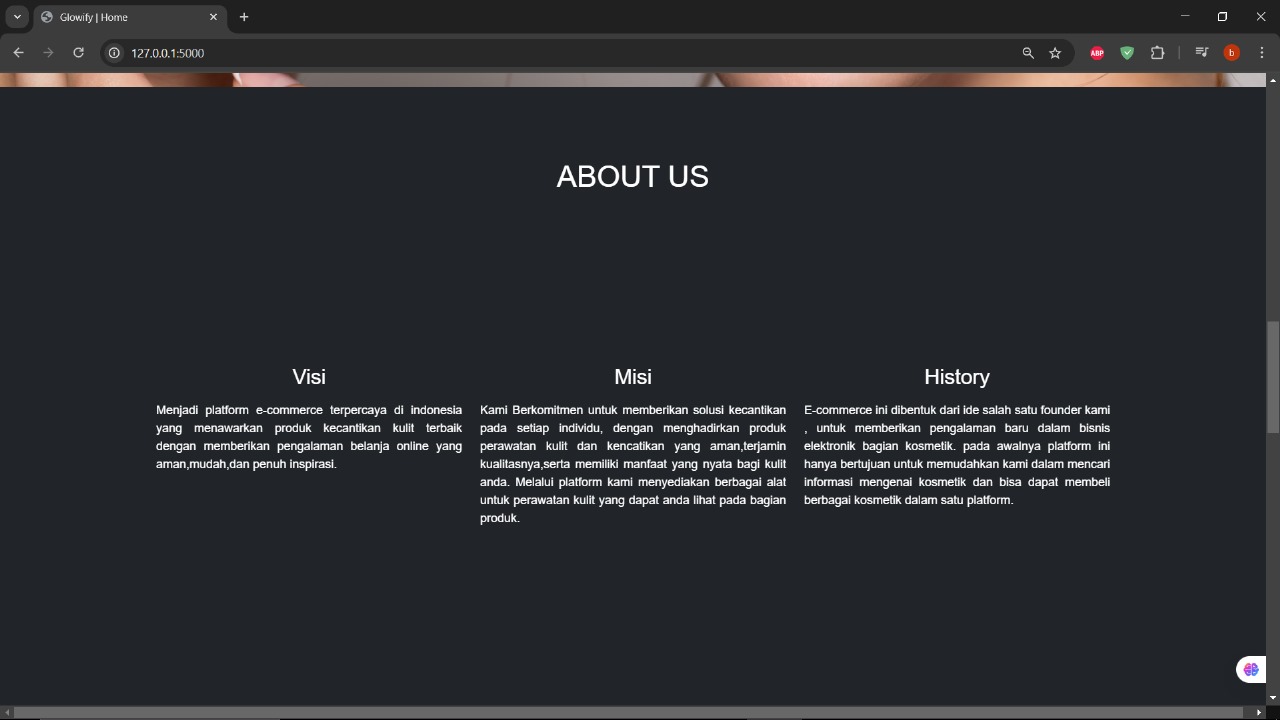 Glowify | Home
127.0.0.1:5000
ABP
b
ABOUT US
Visi
Menjadi platform e-commerce terpercaya di indonesia
yang menawarkan produk kecantikan kulit terbaik
dengan memberikan pengalaman belanja online yang
aman,mudah,dan penuh inspirasi.
Misi
Kami Berkomitmen untuk memberikan solusi kecantikan
pada setiap individu, dengan menghadirkan produk
perawatan kulit dan kencatikan yang aman,terjamin
kualitasnya,serta memiliki manfaat yang nyata bagi kulit
anda. Melalui platform kami menyediakan berbagai alat
untuk perawatan kulit yang dapat anda lihat pada bagian
produk.
History
E-commerce ini dibentuk dari ide salah satu founder kami
, untuk memberikan pengalaman baru dalam bisnis
elektronik bagian kosmetik. pada awalnya platform ini
hanya bertujuan untuk memudahkan kami dalam mencari
informasi mengenai kosmetik dan bisa dapat membeli
berbagai kosmetik dalam satu platform.